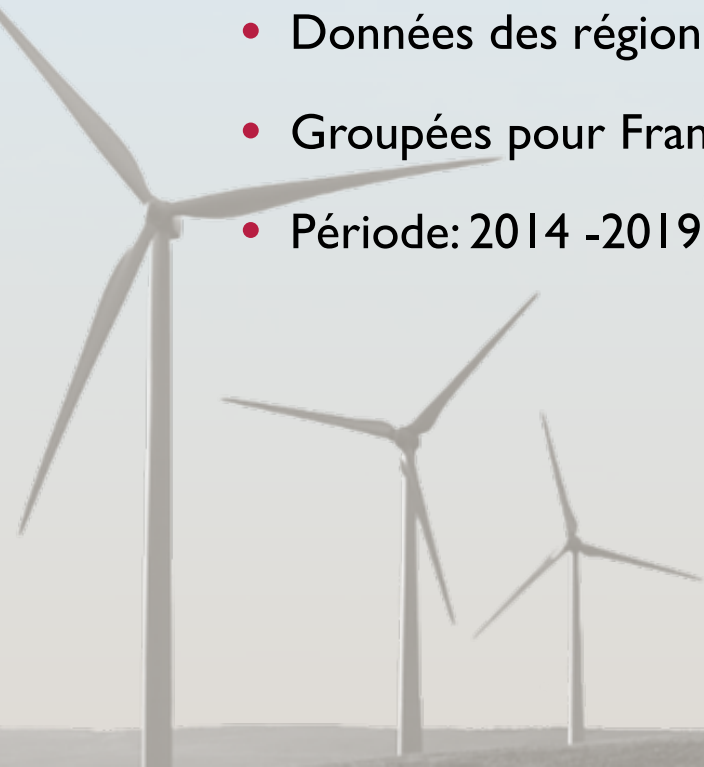 • Données des région
• Groupées pour Fran
• Période: 2014 -2019